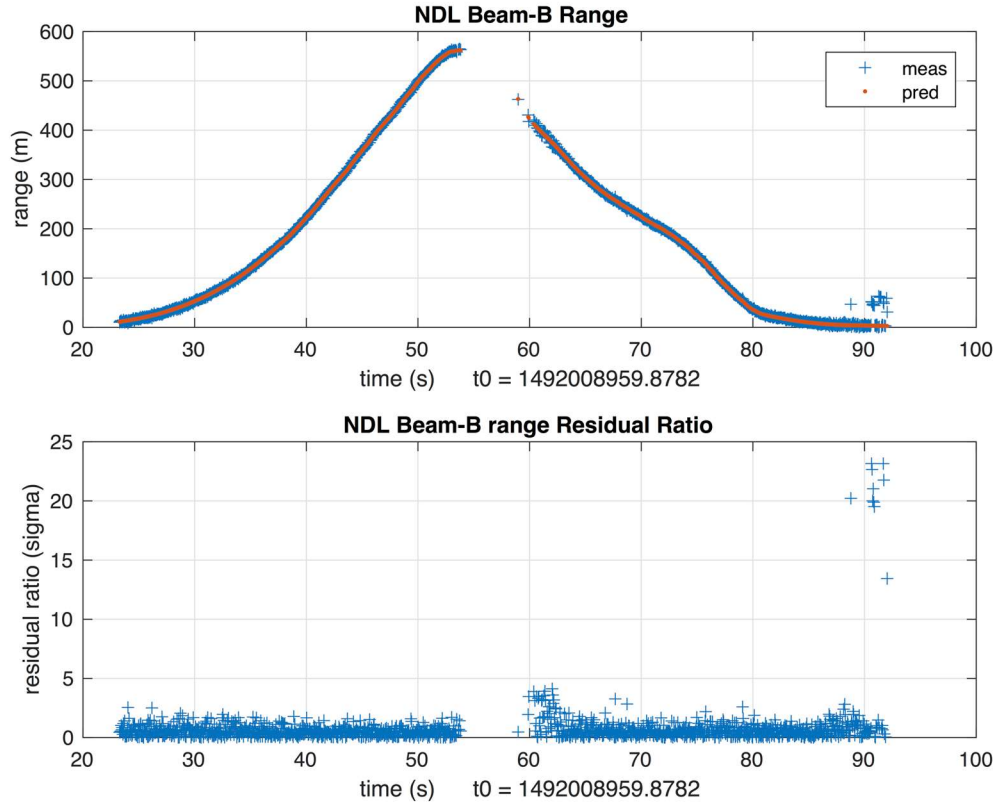 NDL Beam-B Range
600
500
400
300
200
100
0
range (m)
meas
pred
20 30 40 50 60 70 80 90 100
time (s) t0 = 1492008959.8782
NDL Beam-B range Residual Ratio
25
20
15
10
5
0
residual ratio (sigma)
20 30 40 50 60 70 80 90 100
time (s) t0 = 1492008959.8782